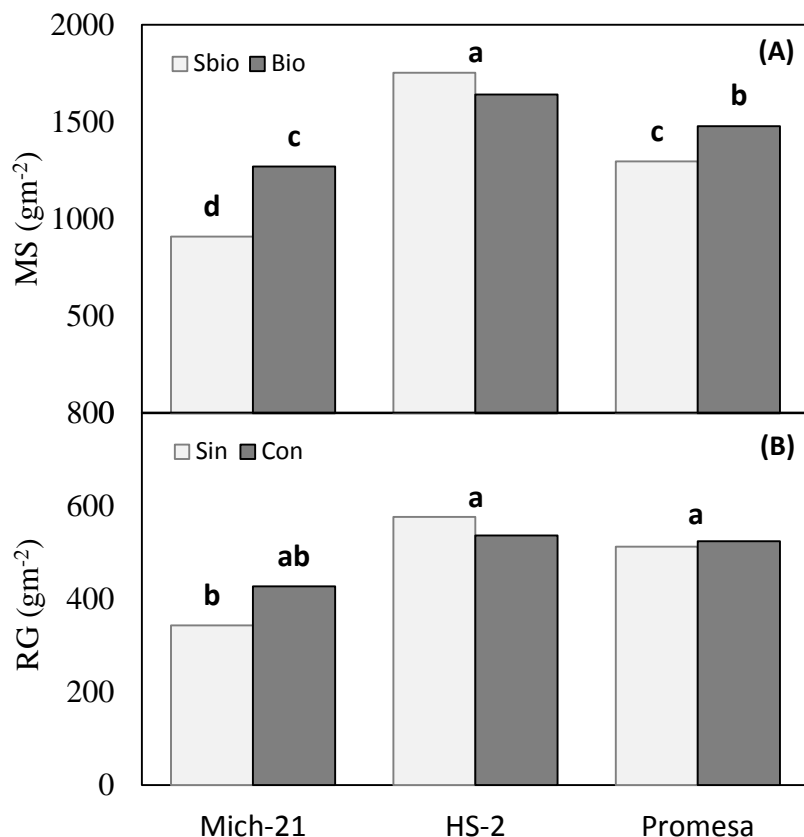 2000
(A)
Sbio Bio
a
1500
b
c
c
d
1000
MS (gm-2)
500
0
800
(B)
Sin Con
600
a
a
ab
b
400
RG (gm-2)
200
0
Mich-21 HS-2 Promesa